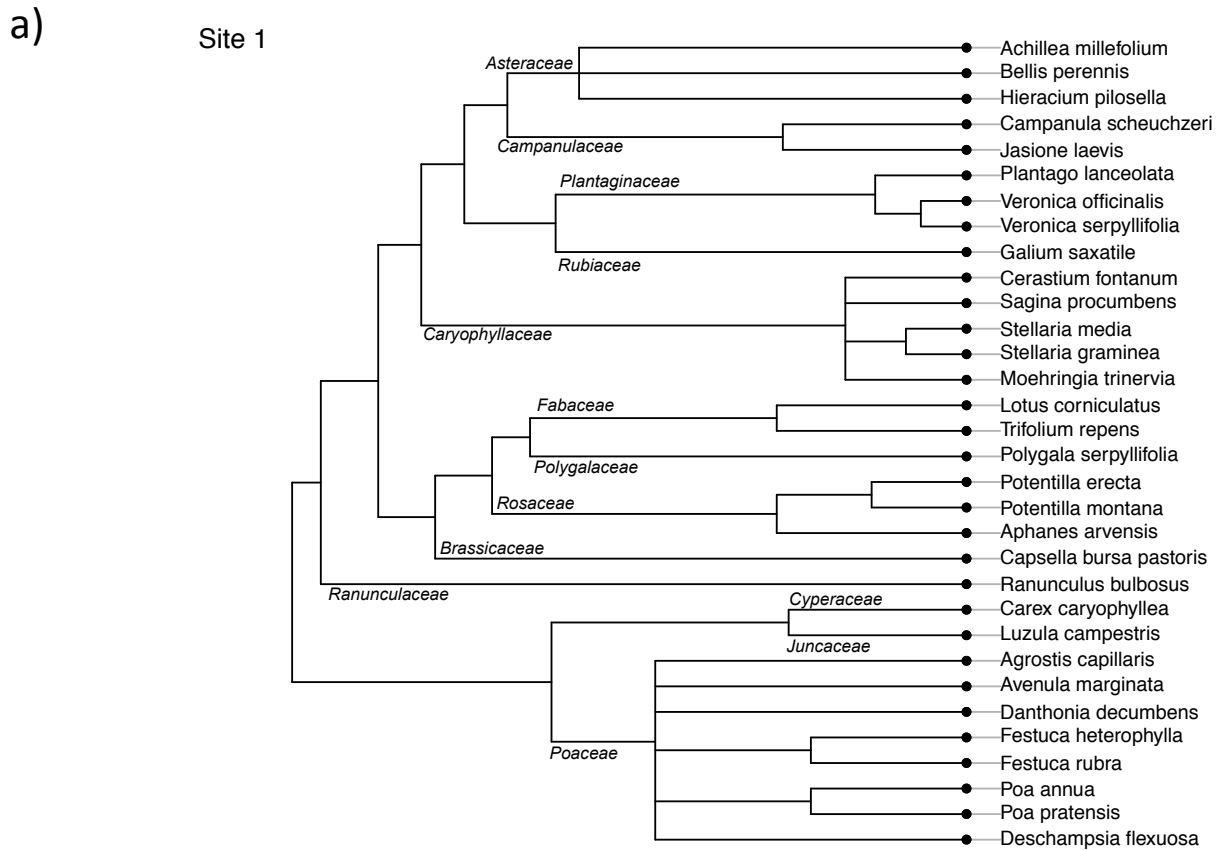 a)
Site 1
Achillea millefolium
Asteraceae
Bellis perennis
Hieracium pilosella
Campanula scheuchzeri
Campanulaceae
Jasione laevis
Plantago lanceolata
Plantaginaceae
Veronica officinalis
Veronica serpyllifolia
Galium saxatile
Rubiaceae
Cerastium fontanum
Sagina procumbens
Stellaria media
Caryophyllaceae
Stellaria graminea
Moehringia trinervia
Fabaceae
Lotus corniculatus
Trifolium repens
Polygala serpyllifolia
Polygalaceae
Potentilla erecta
Rosaceae
Potentilla montana
Aphanes arvensis
Brassicaceae
Capsella bursa pastoris
Ranunculus bulbosus
Ranunculaceae
Cyperaceae
Carex caryophyllea
Luzula campestris
Juncaceae
Agrostis capillaris
Avenula marginata
Danthonia decumbens
Festuca heterophylla
Poaceae
Festuca rubra
Poa annua
Poa pratensis
Deschampsia flexuosa